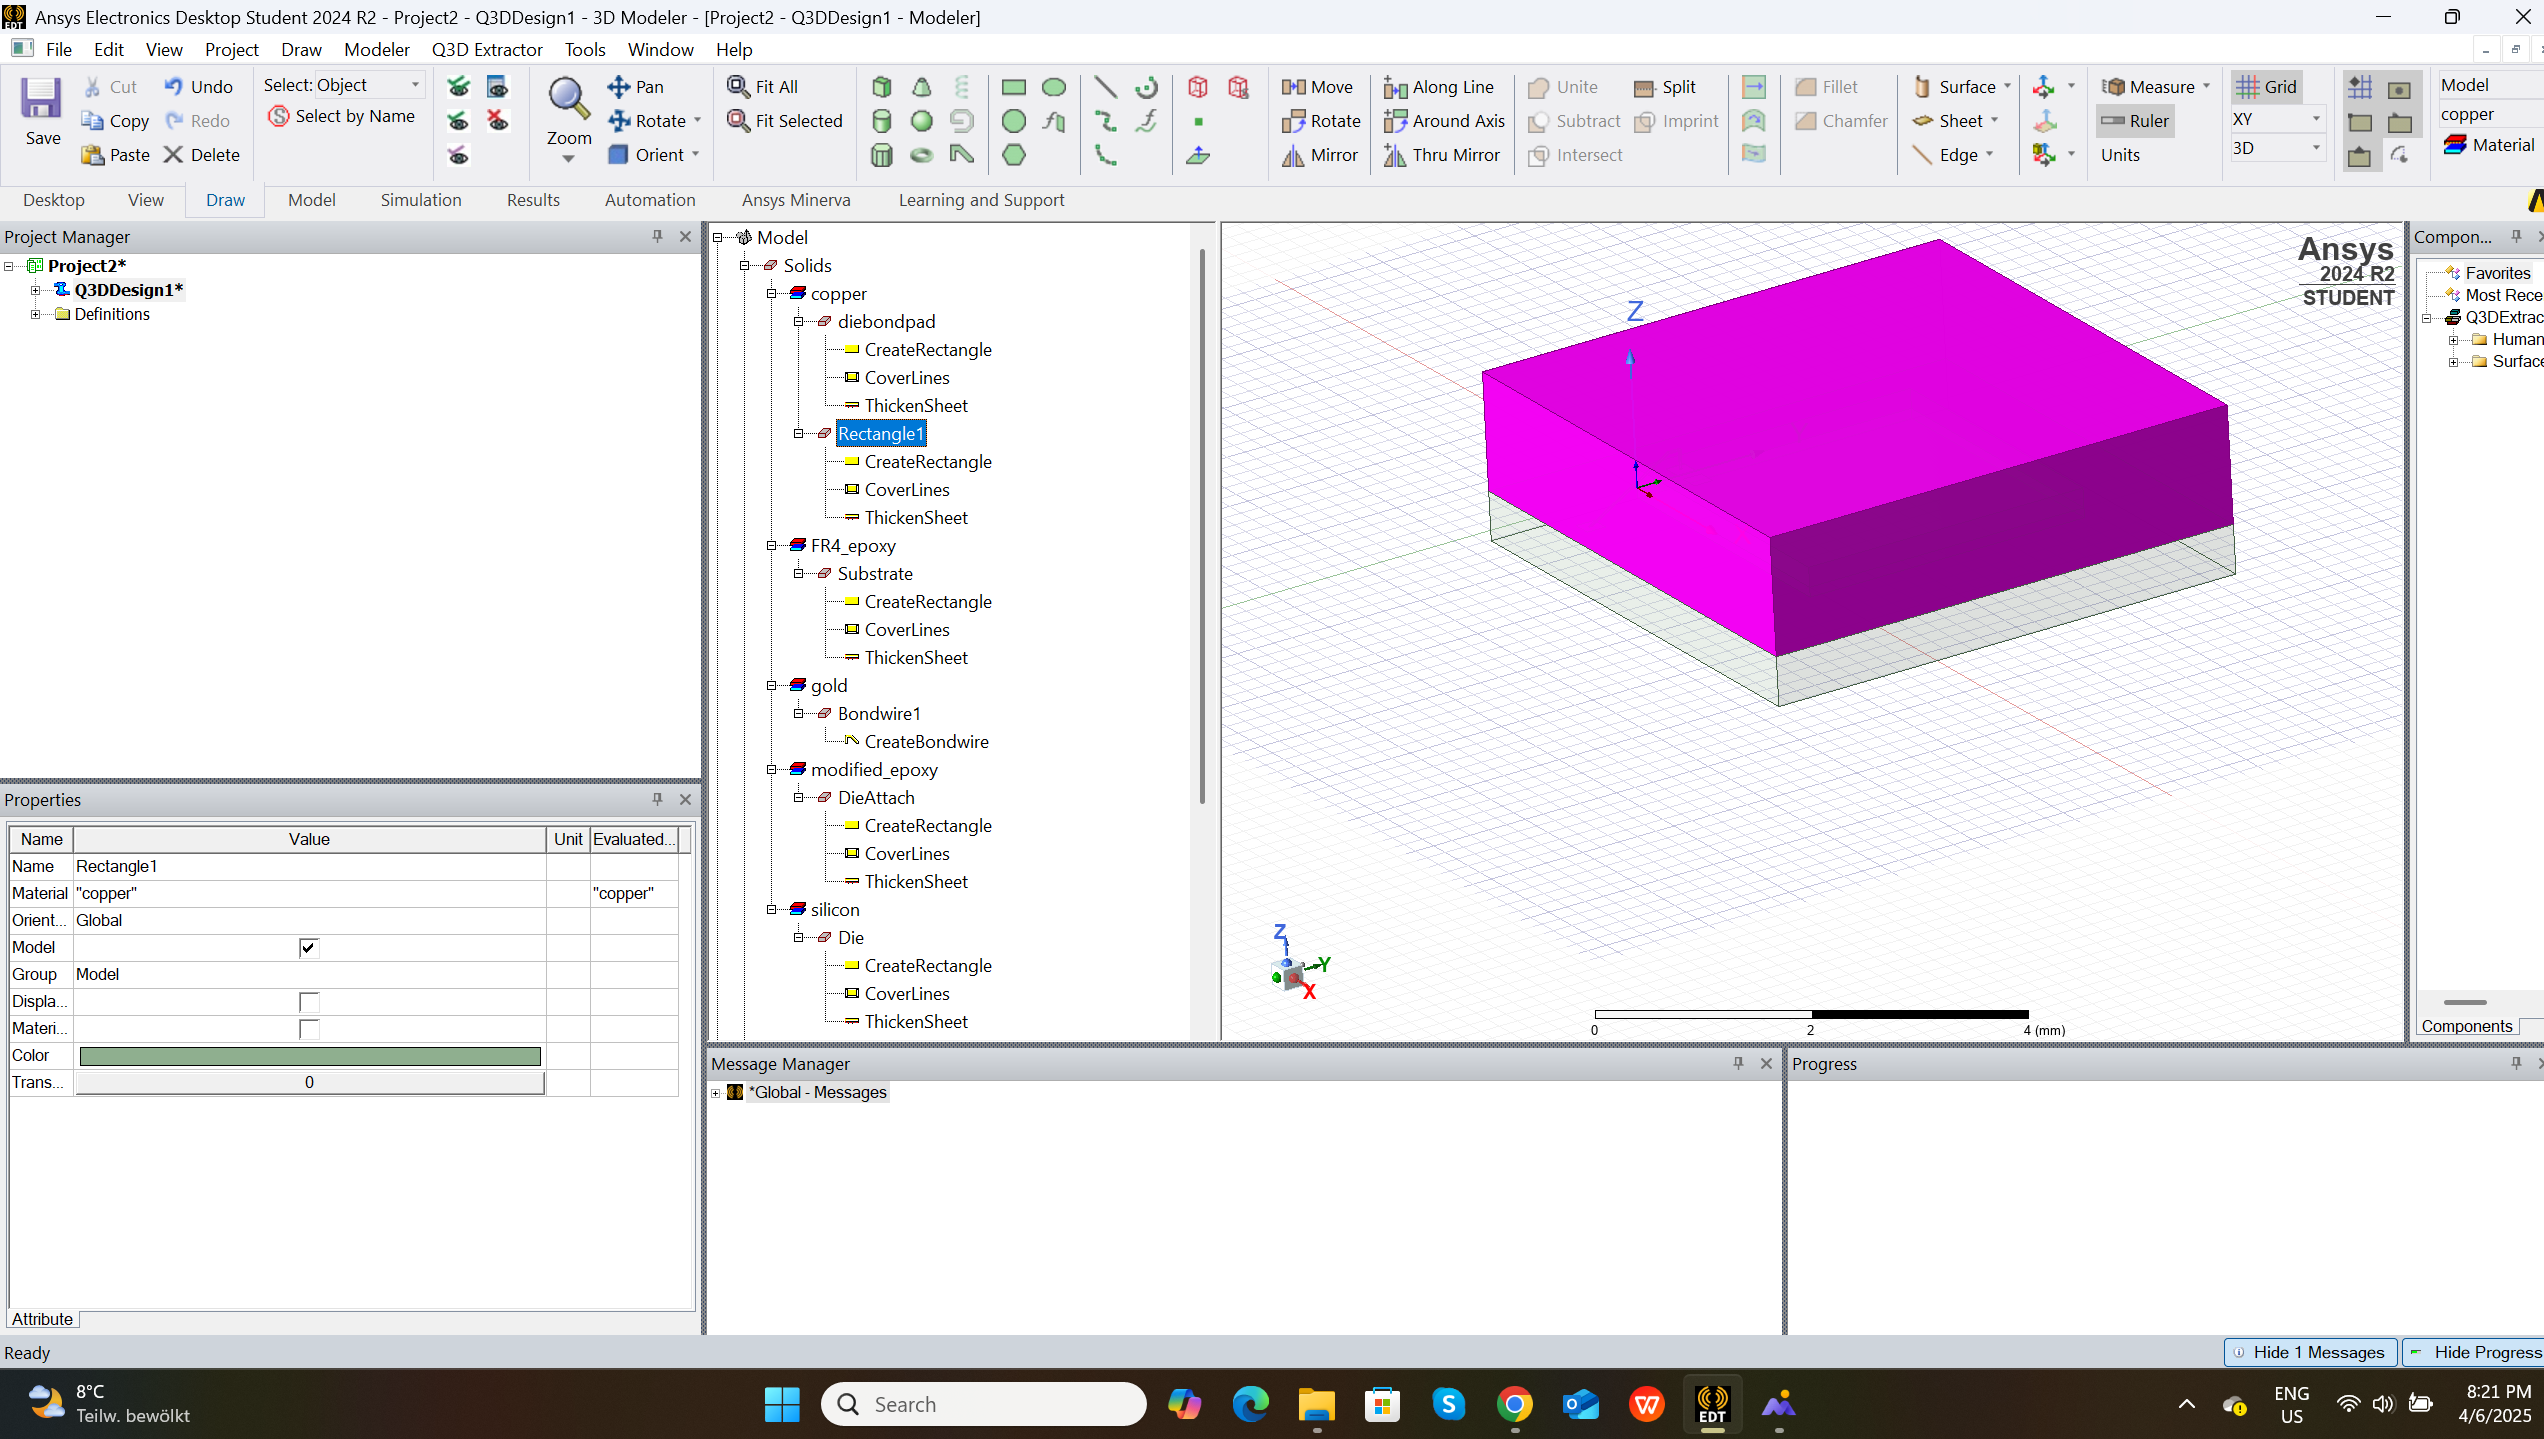 Ansys Electronics Desktop Student 2024 R2 - Project2 - Q3DDesign1 - 3D Modeler - [Project2 - Q3DDesign1 - Modeler]
File Edit View Project Draw Modeler Q3D Extractor Tools Window Help
Save
Cut
Copy
Paste
Undo
Redo
Delete
Select: Object
Select by Name
Zoom
Pan
Rotate
Orient
Fit All
Fit Selected
Move
Rotate
Mirror
Along Line
Around Axis
Thru Mirror
Unite
Subtract
Intersect
Split
Imprint
Fillet
Chamfer
Surface
Sheet
Edge
Measure
Ruler
Units
Grid
XY
3D
Model
copper
Material
Desktop View Draw Model Simulation Results Automation Ansys Minerva Learning and Support
Project Manager
Project2*
Q3DDesign1*
Definitions
Properties
Name Value Unit Evaluated...
Name Rectangle1
Material "copper" "copper"
Orient... Global
Model
Group Model
Displa...
Materi...
Color
Trans... 0
Attribute
Model
Solids
copper
diebondpad
CreateRectangle
CoverLines
ThickenSheet
Rectangle1
CreateRectangle
CoverLines
ThickenSheet
FR4_epoxy
Substrate
CreateRectangle
CoverLines
ThickenSheet
gold
Bondwire1
CreateBondwire
modified_epoxy
DieAttach
CreateRectangle
CoverLines
ThickenSheet
silicon
Die
CreateRectangle
CoverLines
ThickenSheet
Ansys
2024 R2
STUDENT
Z
Z
Y
X
0 2 4 (mm)
Compon...
Favorites
Most Rece
Q3DExtrac
Human
Surface
Components
Message Manager
*Global - Messages
Progress
Ready
Hide 1 Messages
Hide Progress
8°C
Teilw. bewölkt
Search
EDT
ENG
US
8:21 PM
4/6/2025